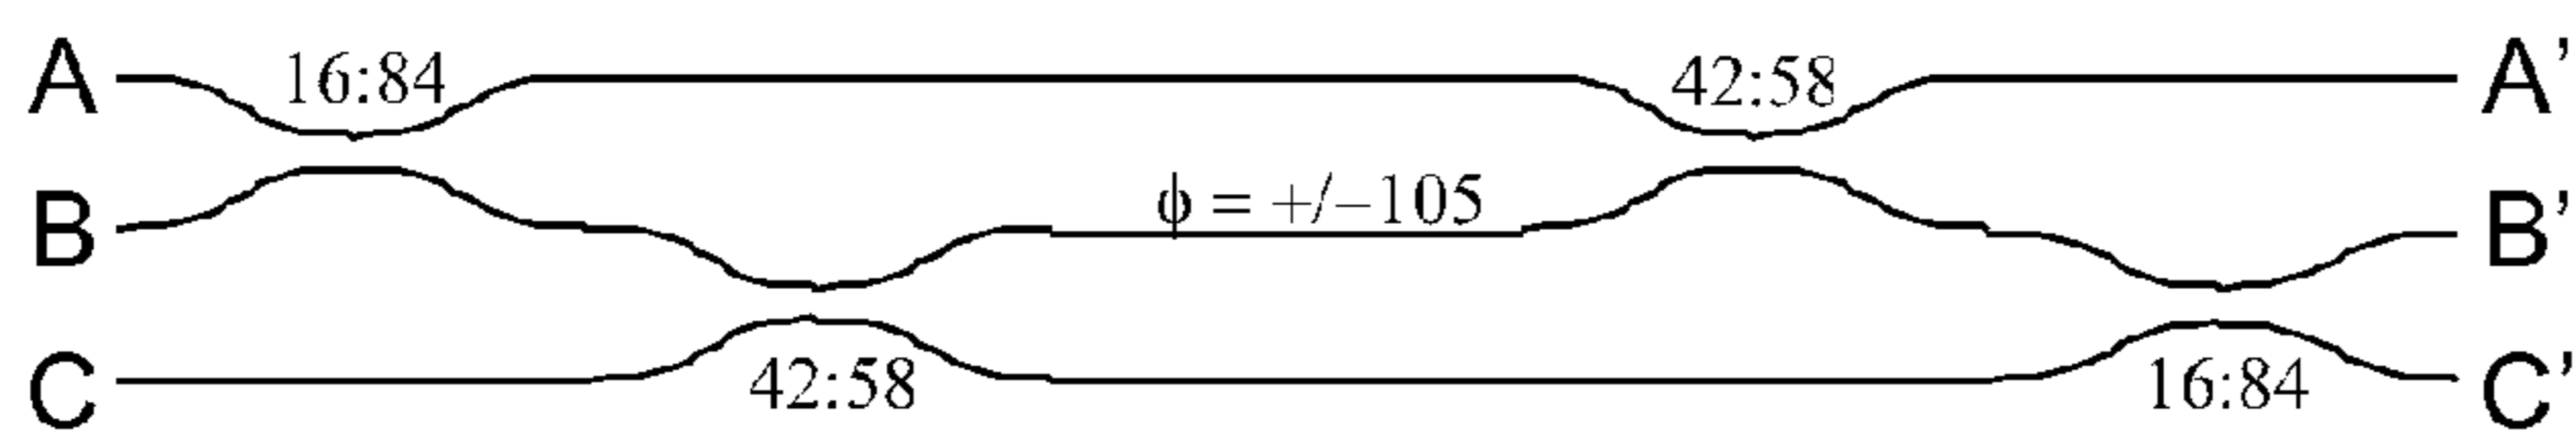 A 16:84 42:58 A’
B ϕ = +/−105 B’
C 42:58 16:84 C’